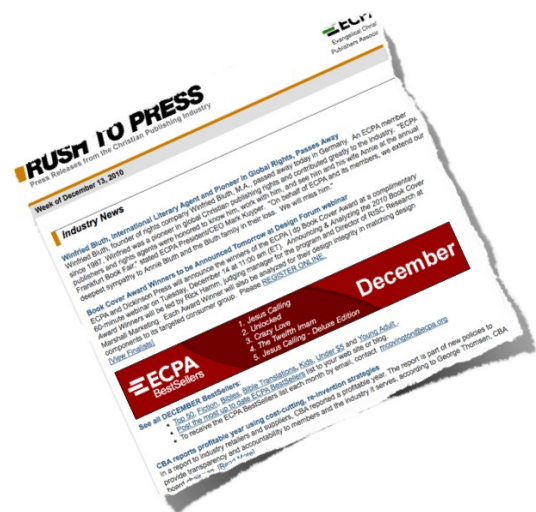 ECPA
Evangelical Christ
Publishers Associ
RUSH TO PRESS
Press Releases from the Christian Publishing Industry
Week of December 13, 2010
Industry News
Winfried Bluth, International Literary Agent and Pioneer in Global Rights, Passes Away
Winfried Bluth, founder of rights company Winfried Bluth, M.A., passed away today in Germany. An ECPA member
since 1987, Winfried was a pioneer in global Christian publishing rights and contributed greatly to the industry. "ECPA
publishers and rights agents were honored to know him, work with him, and see him and his wife Annie at the annual
Frankfurt Book Fair," stated ECPA President/CEO Mark Kuyper. "On behalf of ECPA and its members, we extend our
deepest sympathy to Annie Bluth and the Bluth family in their loss. We will miss him."
Book Cover Award Winners to be Announced Tomorrow at Design Forum webinar
ECPA and Dickinson Press will announce the winners of the ECPA | dp Book Cover Award at a complimentary
60-minute webinar on Tuesday, December 14 at 11:00 am (ET). Announcing & Analyzing the 2010 Book Cover
Award Winners will be led by Rick Hamm, judging manager for the program and Director of RISC Research at
Marshall Marketing. Each Award Winner will also be analyzed for their design integrity in matching design
components to its targeted consumer group. Please REGISTER ONLINE.
[View Finalists]
ECPA
BestSellers
1. Jesus Calling
2. Unlocked
3. Crazy Love
4. The Twelfth Imam
5. Jesus Calling - Deluxe Edition
December
See all DECEMBER BestSellers:
• Top 50, Fiction, Bibles, Bible Translations, Kids, Under $5 and Young Adult
• Post the most up to date ECPA BestSellers list to your web site or blog.
• To receive the ECPA BestSellers list each month by email, contact mcovington@ecpa.org
CBA reports profitable year using cost-cutting, re-invention strategies
In a report to industry retailers and suppliers, CBA reported a profitable year. The report is part of new policies to
provide transparency and accountability to members and the industry it serves, according to George Thomsen, CBA
board chairman. [Read More]